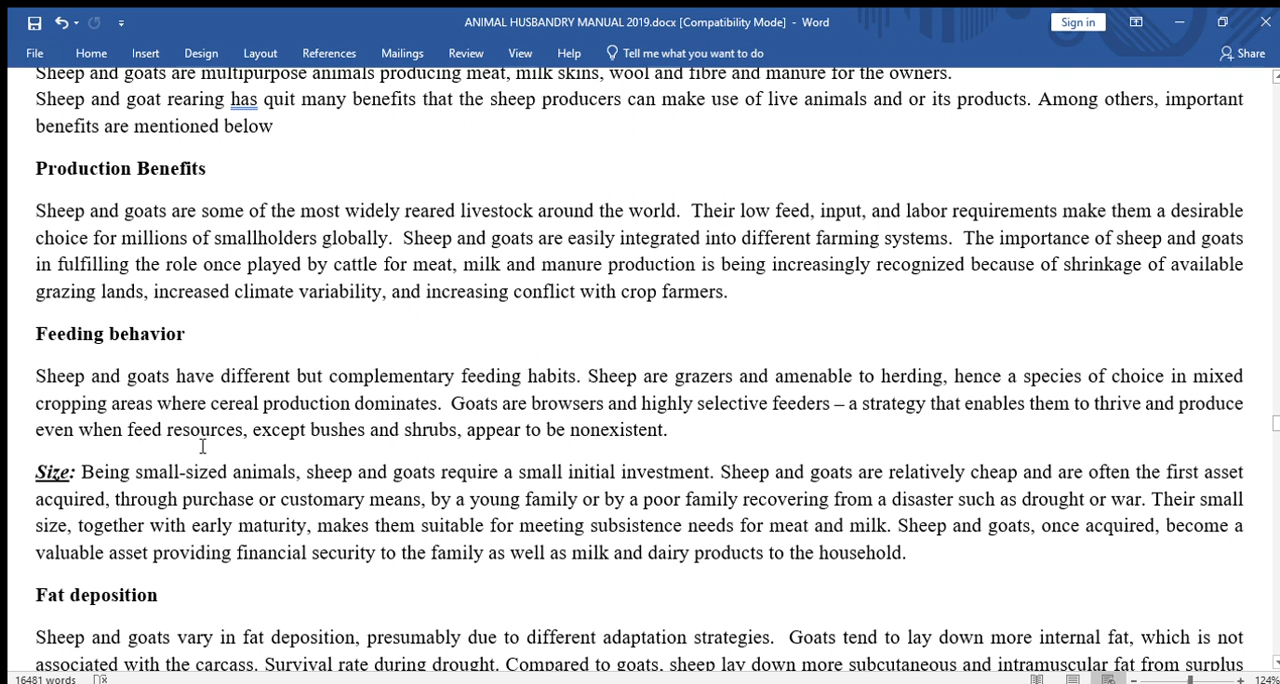 ANIMAL HUSBANDRY MANUAL 2019.docx [Compatibility Mode] - Word
Sign in
File Home Insert Design Layout References Mailings Review View Help Tell me what you want to do Share
Sheep and goats are multipurpose animals producing meat, milk skins, wool and fibre and manure for the owners.
Sheep and goat rearing has quit many benefits that the sheep producers can make use of live animals and or its products. Among others, important
benefits are mentioned below
Production Benefits
Sheep and goats are some of the most widely reared livestock around the world. Their low feed, input, and labor requirements make them a desirable
choice for millions of smallholders globally. Sheep and goats are easily integrated into different farming systems. The importance of sheep and goats
in fulfilling the role once played by cattle for meat, milk and manure production is being increasingly recognized because of shrinkage of available
grazing lands, increased climate variability, and increasing conflict with crop farmers.
Feeding behavior
Sheep and goats have different but complementary feeding habits. Sheep are grazers and amenable to herding, hence a species of choice in mixed
cropping areas where cereal production dominates. Goats are browsers and highly selective feeders – a strategy that enables them to thrive and produce
even when feed resources, except bushes and shrubs, appear to be nonexistent.
Size: Being small-sized animals, sheep and goats require a small initial investment. Sheep and goats are relatively cheap and are often the first asset
acquired, through purchase or customary means, by a young family or by a poor family recovering from a disaster such as drought or war. Their small
size, together with early maturity, makes them suitable for meeting subsistence needs for meat and milk. Sheep and goats, once acquired, become a
valuable asset providing financial security to the family as well as milk and dairy products to the household.
Fat deposition
Sheep and goats vary in fat deposition, presumably due to different adaptation strategies. Goats tend to lay down more internal fat, which is not
associated with the carcass. Survival rate during drought. Compared to goats, sheep lay down more subcutaneous and intramuscular fat from surplus
16481 words
124%